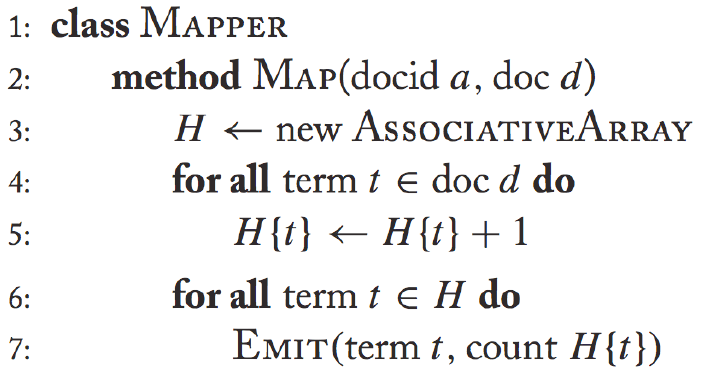 1: class MAPPER
2: method MAP(docid a, doc d)
3: H ← new ASSOCIATIVEARRAY
4: for all term t ∈ doc d do
5: H{t} ← H{t} + 1
6: for all term t ∈ H do
7: EMIT(term t, count H{t})